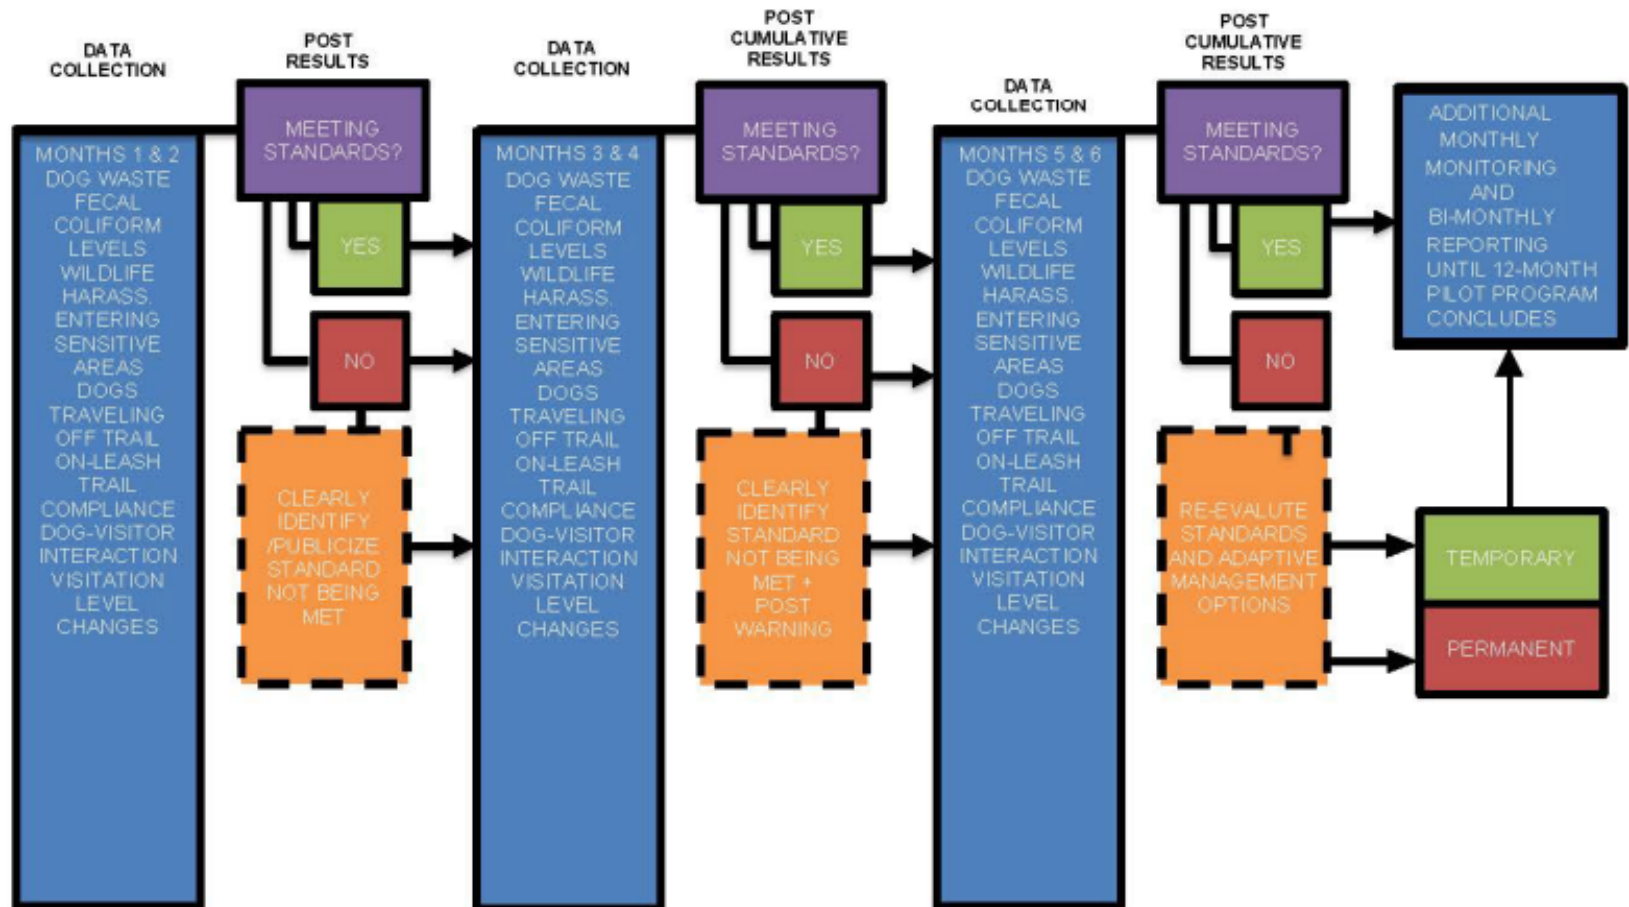 DATA
COLLECTION
MONTHS 1 & 2
DOG WASTE
FECAL
COLIFORM
LEVELS
WILDLIFE
HARASS.
ENTERING
SENSITIVE
AREAS
DOGS
TRAVELING
OFF TRAIL
ON-LEASH
TRAIL
COMPLIANCE
DOG-VISITOR
INTERACTION
VISITATION
LEVEL
CHANGES
POST
RESULTS
MEETING
STANDARDS?
YES
NO
CLEARLY
IDENTIFY
/PUBLICIZE
STANDARD
NOT BEING
MET
DATA
COLLECTION
MONTHS 3 & 4
DOG WASTE
FECAL
COLIFORM
LEVELS
WILDLIFE
HARASS.
ENTERING
SENSITIVE
AREAS
DOGS
TRAVELING
OFF TRAIL
ON-LEASH
TRAIL
COMPLIANCE
DOG-VISITOR
INTERACTION
VISITATION
LEVEL
CHANGES
POST
CUMULATIVE
RESULTS
MEETING
STANDARDS?
YES
NO
CLEARLY
IDENTIFY
STANDARD
NOT BEING
MET +
POST
WARNING
DATA
COLLECTION
MONTHS 5 & 6
DOG WASTE
FECAL
COLIFORM
LEVELS
WILDLIFE
HARASS.
ENTERING
SENSITIVE
AREAS
DOGS
TRAVELING
OFF TRAIL
ON-LEASH
TRAIL
COMPLIANCE
DOG-VISITOR
INTERACTION
VISITATION
LEVEL
CHANGES
POST
CUMULATIVE
RESULTS
MEETING
STANDARDS?
YES
NO
RE-EVALUTE
STANDARDS
AND ADAPTIVE
MANAGEMENT
OPTIONS
ADDITIONAL
MONTHLY
MONITORING
AND
BI-MONTHLY
REPORTING
UNTIL 12-MONTH
PILOT PROGRAM
CONCLUDES
TEMPORARY
PERMANENT